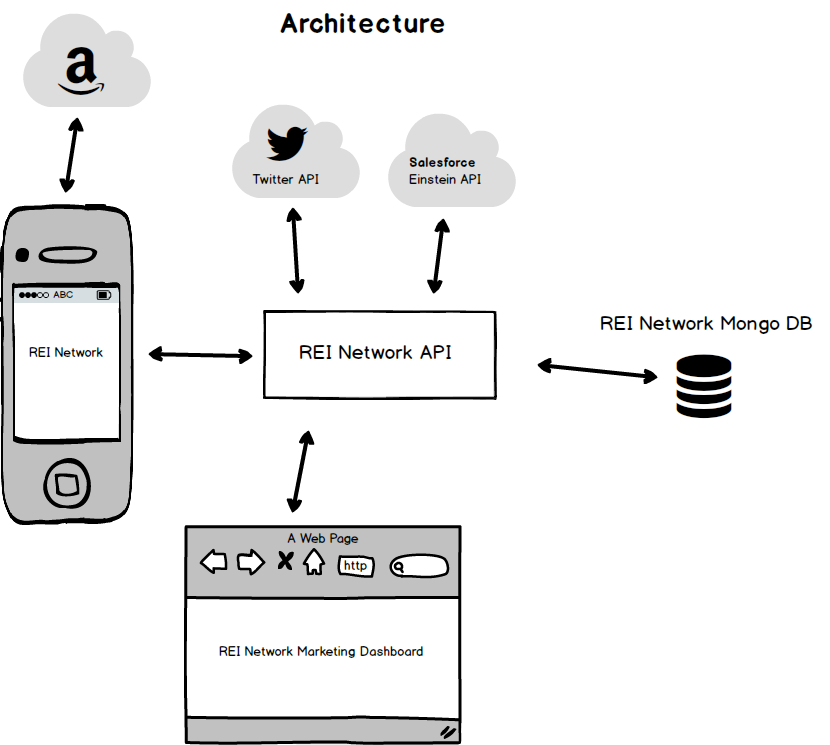 Architecture
a
Twitter API
Salesforce
Einstein API
ABC
REI Network
REI Network API
REI Network Mongo DB
A Web Page
http
REI Network Marketing Dashboard